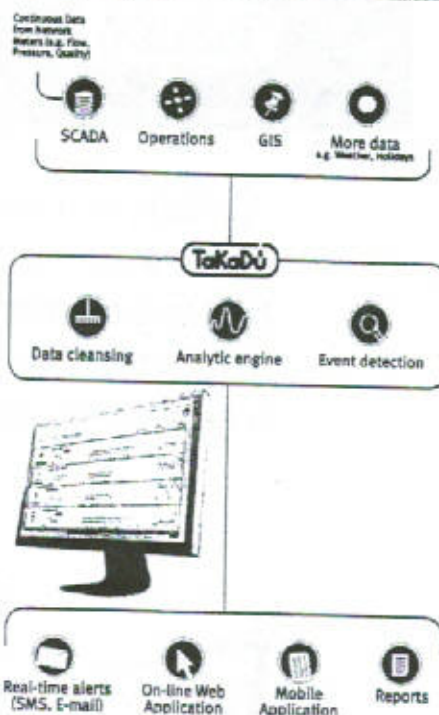 Continuous Data
from Network
Meters (e.g. Flow,
Pressure, Quality)
SCADA
Operations
GIS
More data
e.g. Weather, Holidays
TaKaDu
Data cleansing
Analytic engine
Event detection
Real-time alerts
(SMS, E-mail)
On-line Web
Application
Mobile
Application
Reports